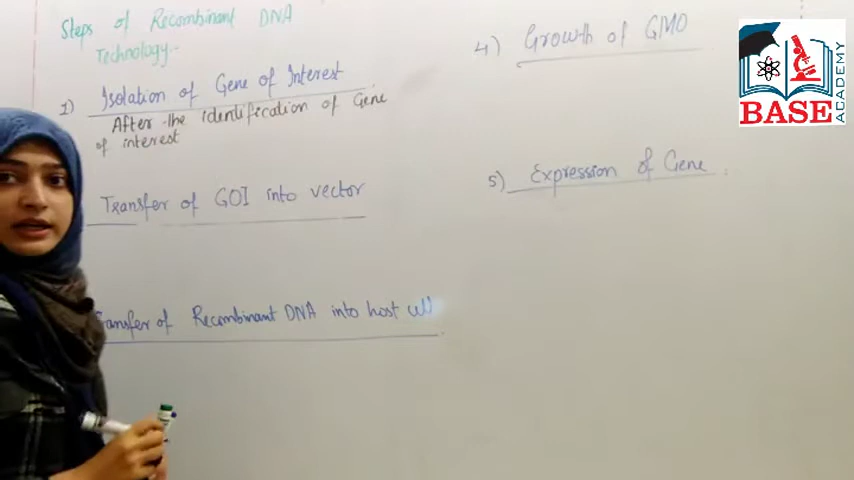 Steps of Recombinant DNA
Technology:-
1) Isolation of Gene of Interest
After the identification of Gene
of interest
Transfer of GOI into vector
Transfer of Recombinant DNA into host cell
4) Growth of GMO
5) Expression of Gene
BASE
ACADEMY